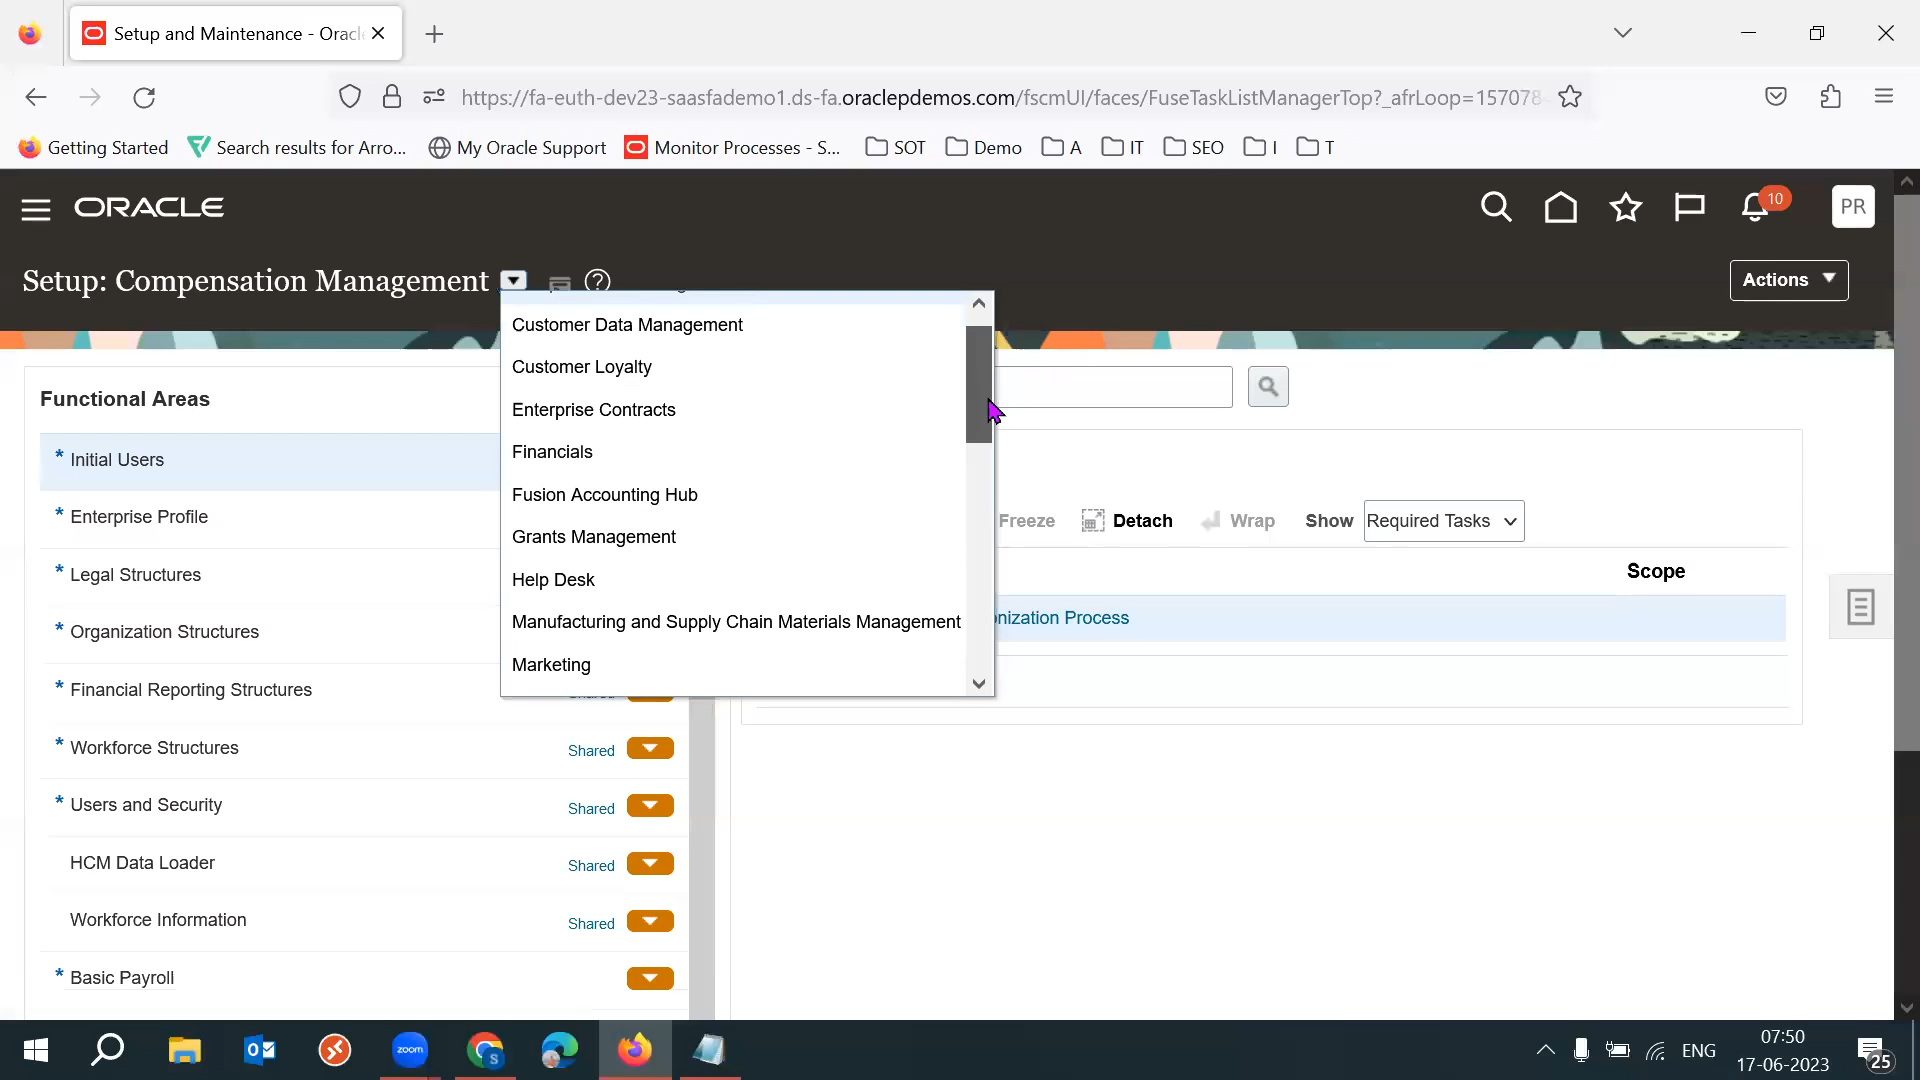 Setup and Maintenance - Oracl
https://fa-euth-dev23-saasfademo1.ds-fa.oraclepdemos.com/fscmUI/faces/FuseTaskListManagerTop?_afrLoop=157078
Getting Started
Search results for Arro...
My Oracle Support
Monitor Processes - S...
SOT
Demo
A
IT
SEO
I
T
ORACLE
10
PR
Setup: Compensation Management
Actions
Customer Data Management
Customer Loyalty
Enterprise Contracts
Financials
Fusion Accounting Hub
Grants Management
Help Desk
Manufacturing and Supply Chain Materials Management
Marketing
Functional Areas
* Initial Users
* Enterprise Profile
* Legal Structures
* Organization Structures
* Financial Reporting Structures
* Workforce Structures Shared
* Users and Security Shared
HCM Data Loader Shared
Workforce Information Shared
* Basic Payroll
Freeze Detach Wrap Show Required Tasks
Scope
onization Process
zoom
S
ENG
07:50
17-06-2023
25